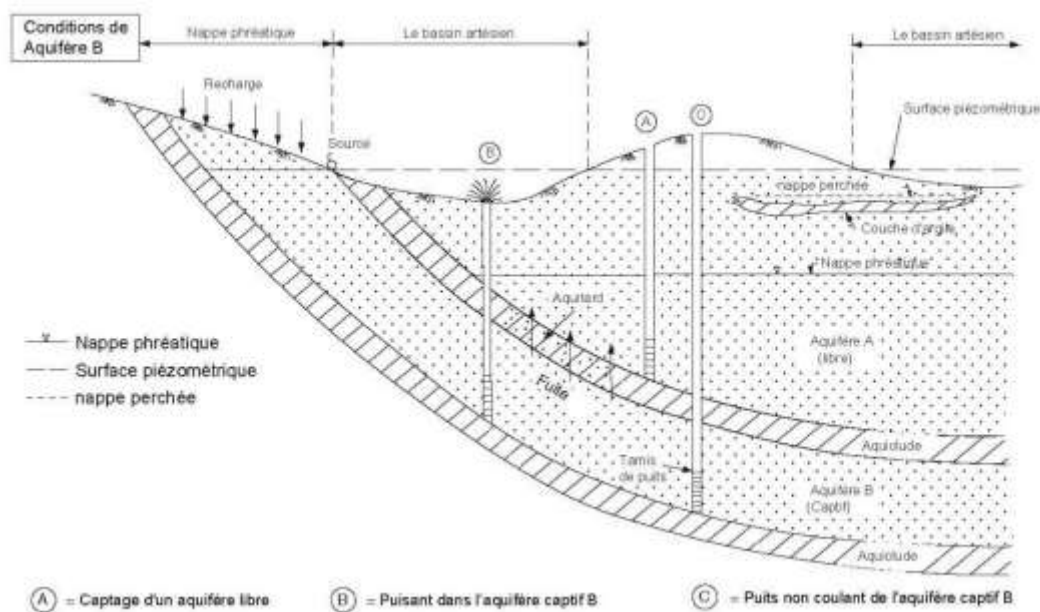 Conditions de
Aquifère B
Nappe phréatique
Le bassin artésien
Le bassin artésien
Recharge
Surface piézométrique
Source
A
C
B
nappe perchée
Couche d'argile
"Nappe phréatique"
Aquitard
Aquifère A
(libre)
Nappe phréatique
Surface piézométrique
nappe perchée
Fuite
Aquiolude
Tamis
de puits
Aquifère B
(Captif)
Aquiolude
A = Captage d'un aquifère libre
B = Puisant dans l'aquifère captif B
C = Puits non coulant de l'aquifère captif B